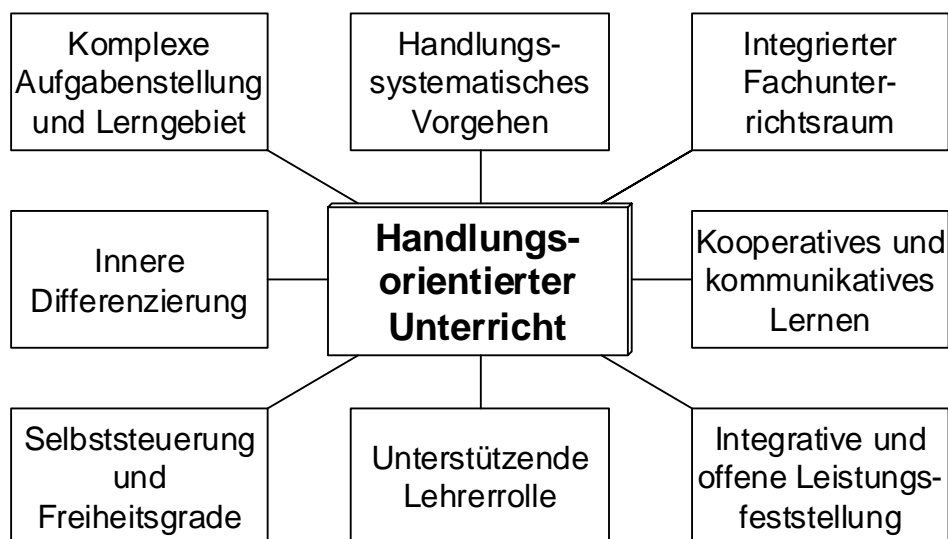 Komplexe
Aufgabenstellung
und Lerngebiet
Handlungs-
systematisches
Vorgehen
Integrierter
Fachunter-
richtsraum
Innere
Differenzierung
Handlungs-
orientierter
Unterricht
Kooperatives und
kommunikatives
Lernen
Selbststeuerung
und
Freiheitsgrade
Unterstützende
Lehrerrolle
Integrative und
offene Leistungs-
feststellung